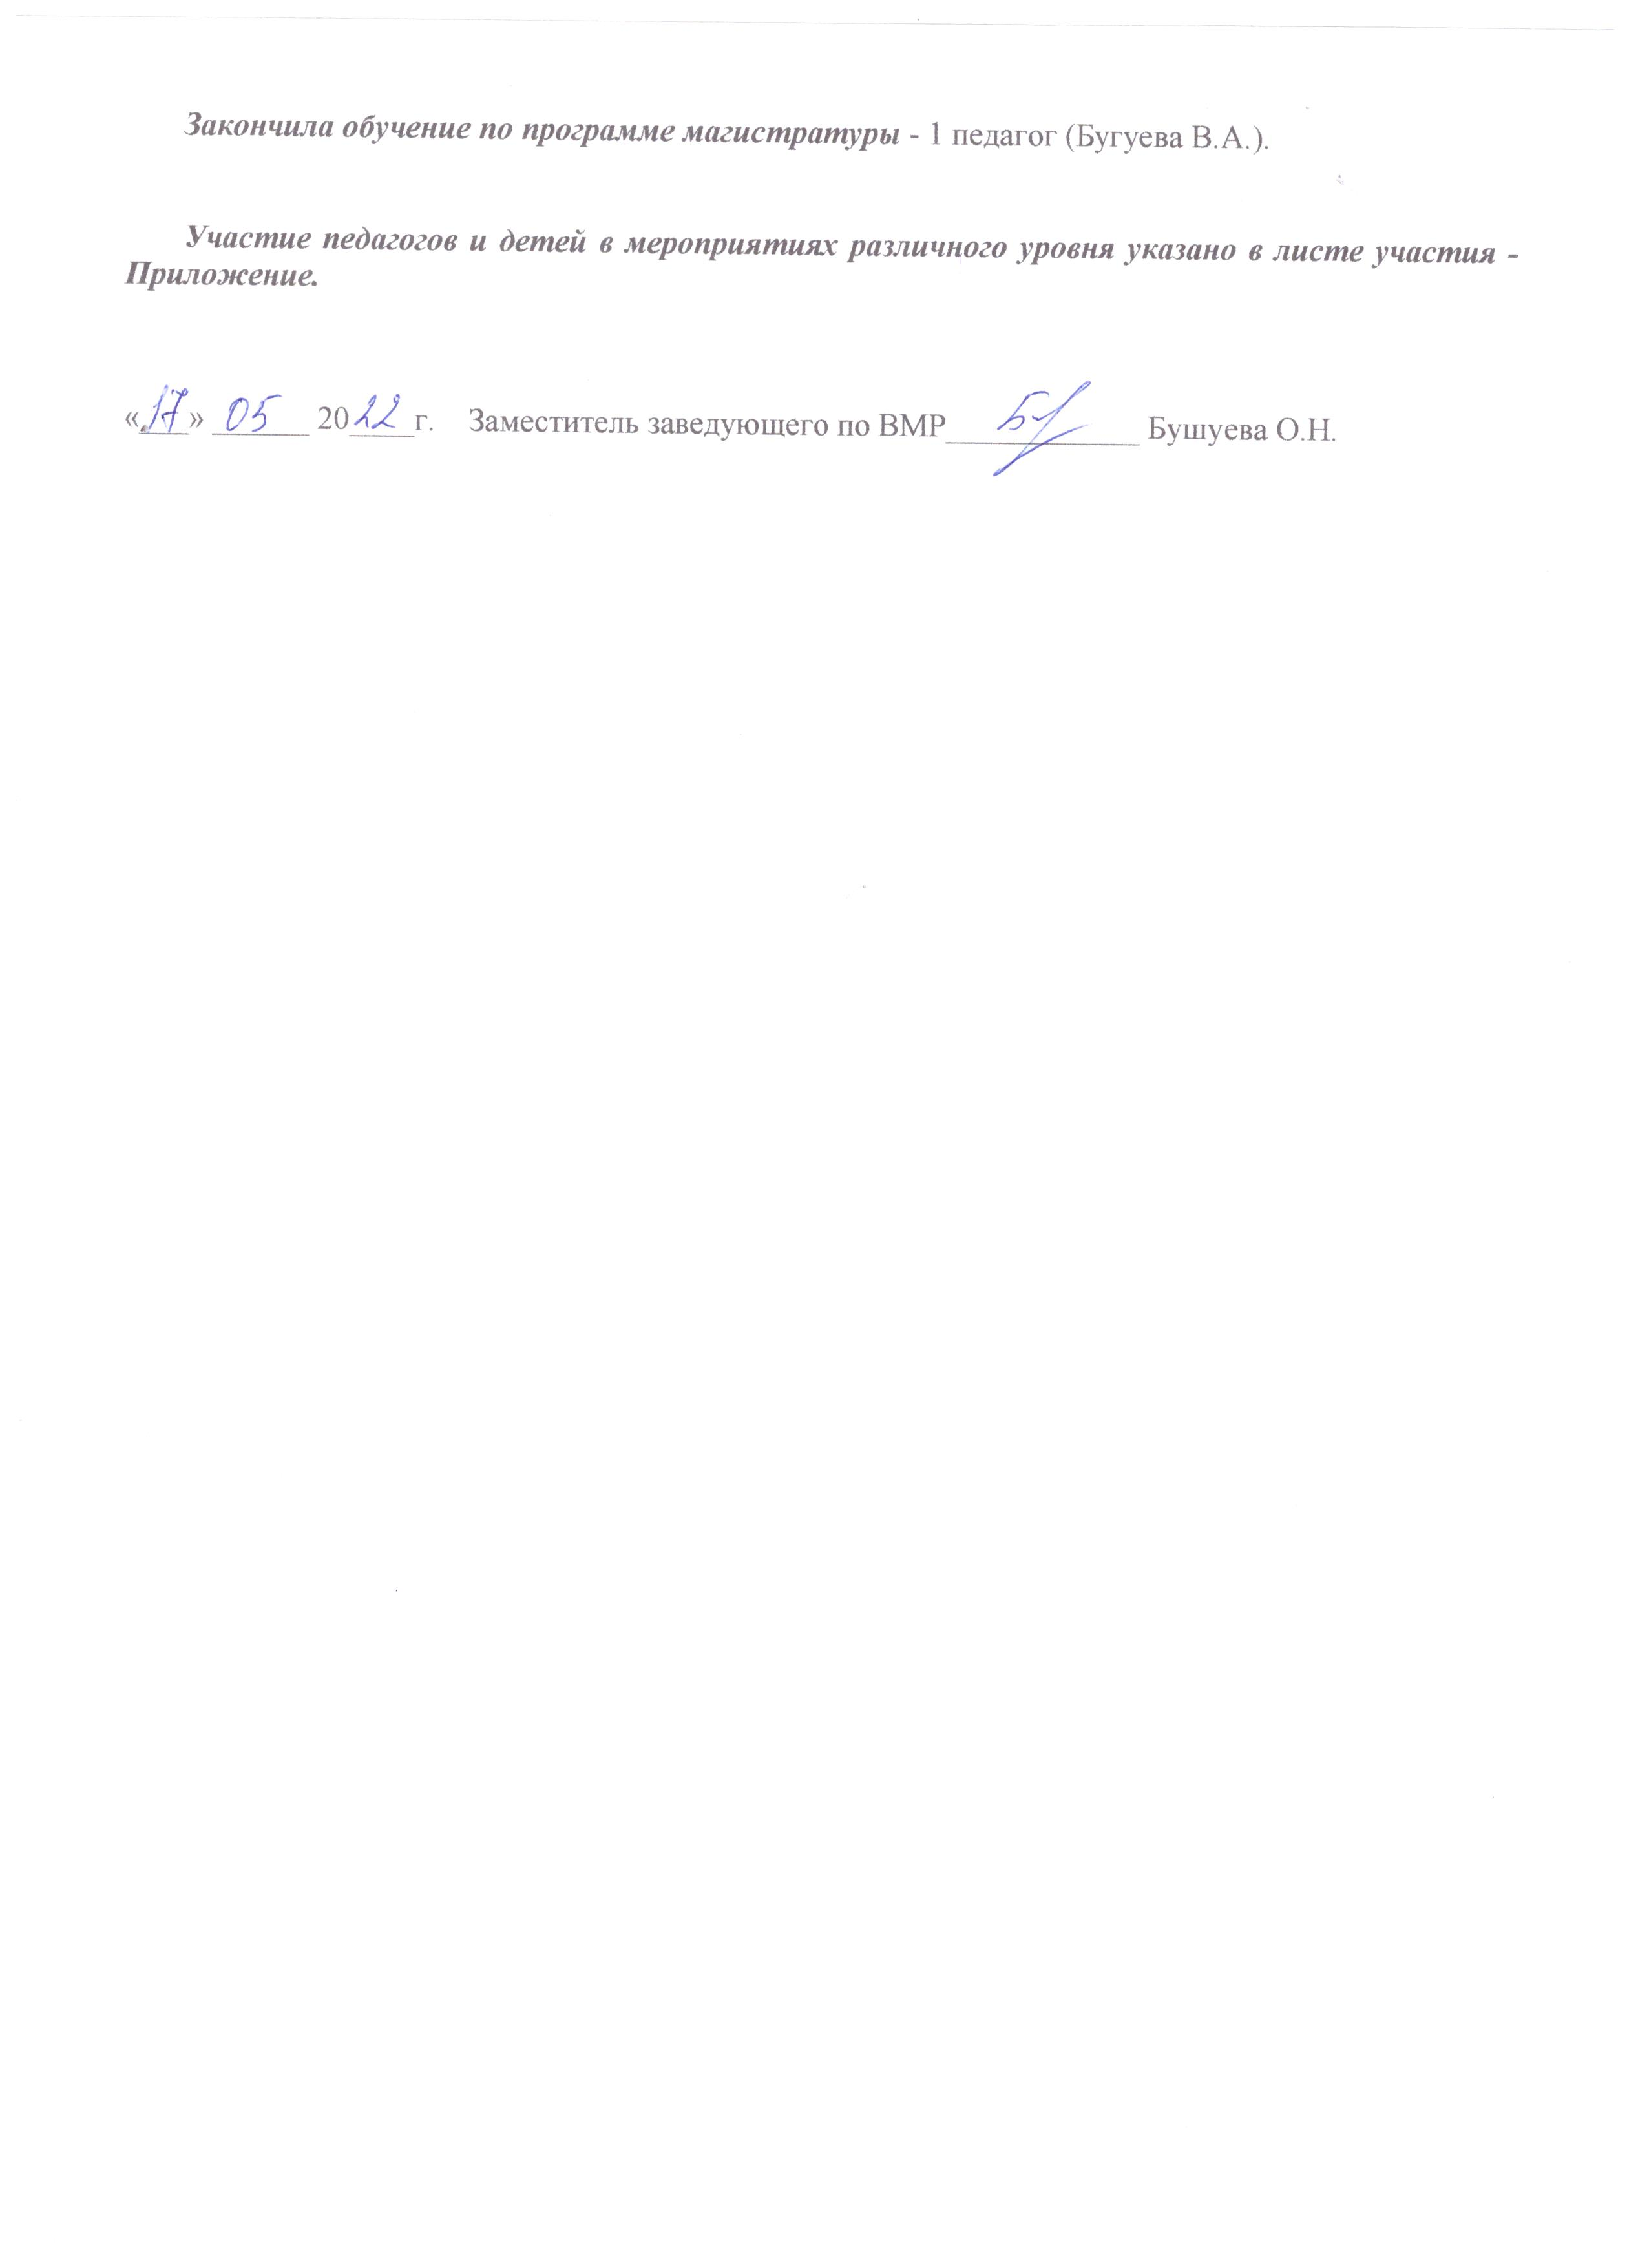 Закончила обучение по программе магистратуры - 1 педагог (Бугуева В.А.).
Участие педагогов и детей в мероприятиях различного уровня указано в листе участия -
Приложение.
«17» 05 2022 г. Заместитель заведующего по ВМР Бушуева О.Н.